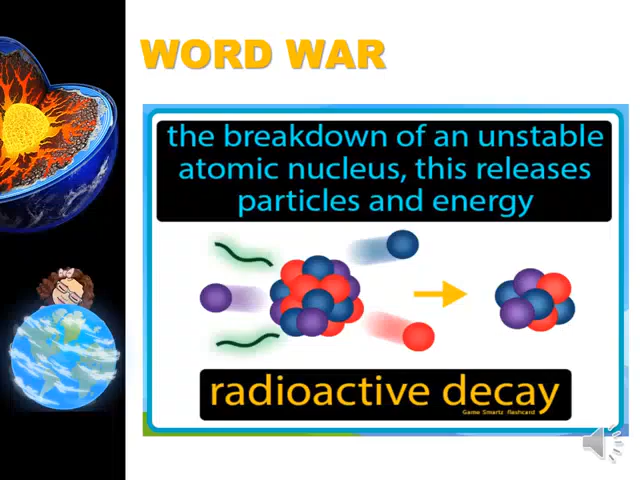 WORD WAR
the breakdown of an unstable
atomic nucleus, this releases
particles and energy
radioactive decay
Game Smartz flashcard